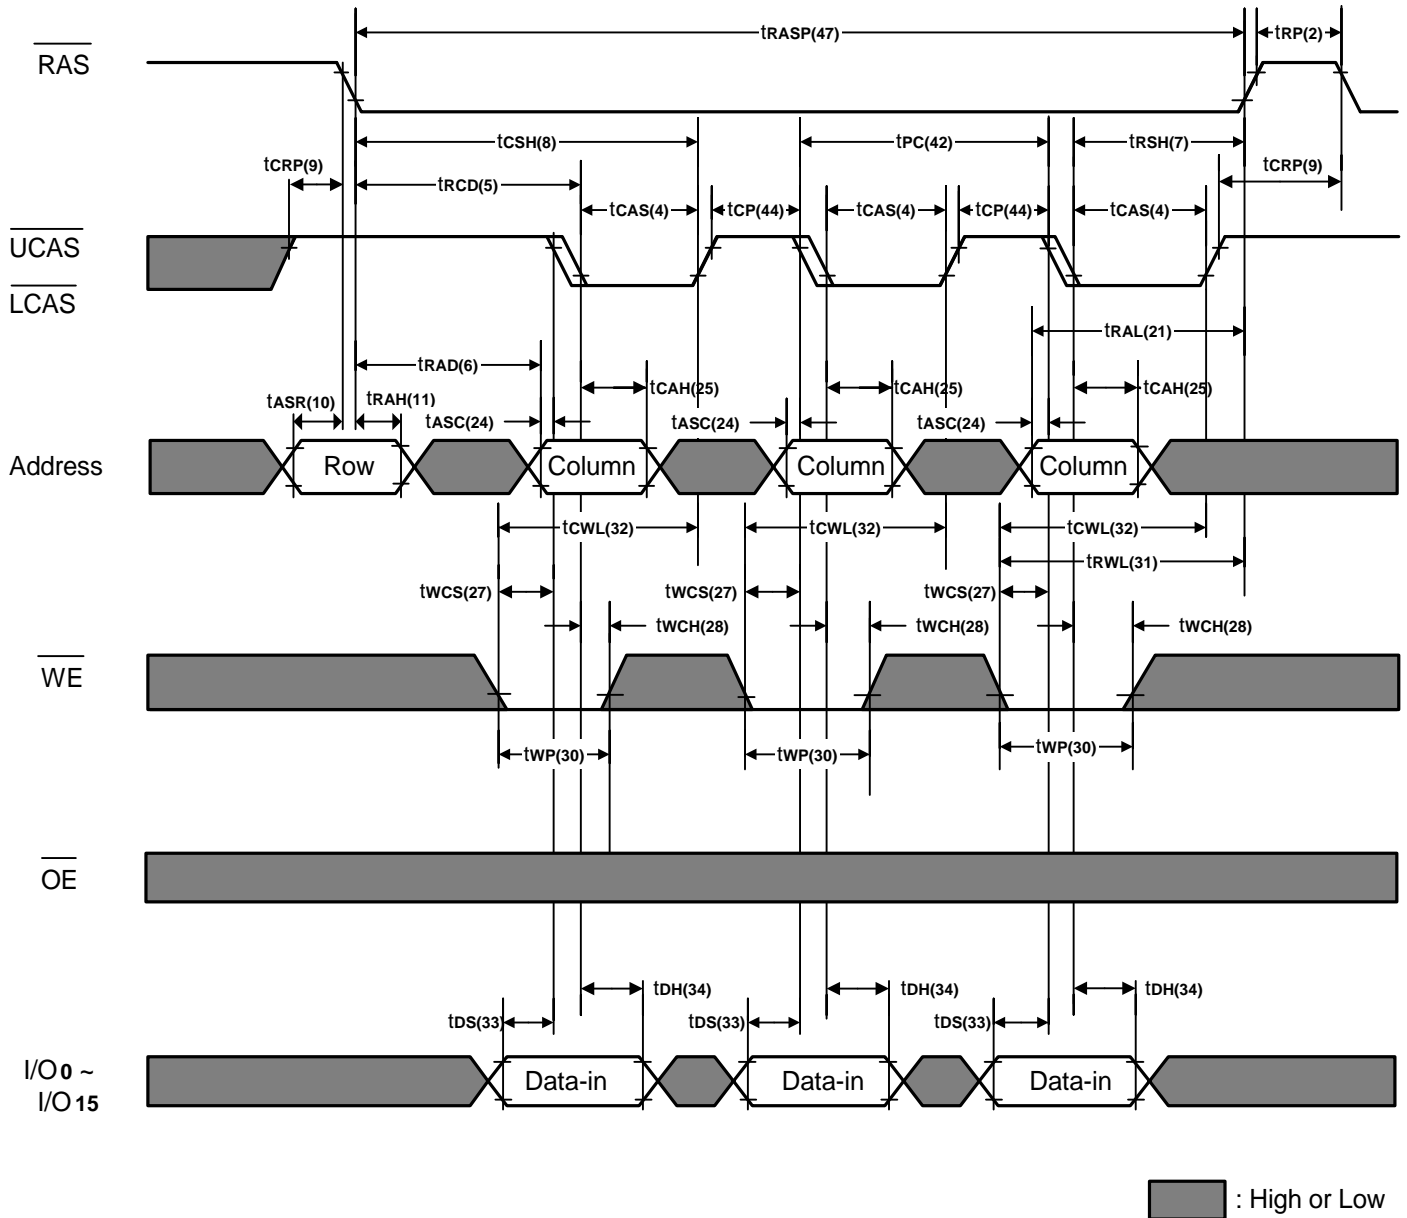 tRASP(47) tRP(2)
RAS
tCSH(8) tPC(42) tRSH(7)
tCRP(9) tCRP(9)
tRCD(5)
tCAS(4) tCP(44) tCAS(4) tCP(44) tCAS(4)
UCAS
LCAS
tRAL(21)
tRAD(6)
tCAH(25) tCAH(25) tCAH(25)
tASR(10) tRAH(11)
tASC(24) tASC(24) tASC(24)
Address Row Column Column Column
tCWL(32) tCWL(32) tCWL(32)
tRWL(31)
tWCS(27) tWCS(27) tWCS(27)
tWCH(28) tWCH(28) tWCH(28)
WE
tWP(30) tWP(30) tWP(30)
OE
tDH(34) tDH(34) tDH(34)
tDS(33) tDS(33) tDS(33)
I/O 0 ~
I/O 15
Data-in Data-in Data-in
: High or Low